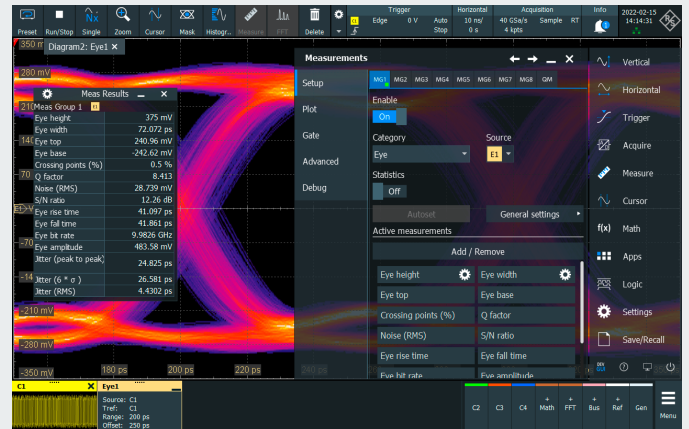 Preset Run/Stop Single Zoom Cursor Mask Histogr... Measure FFT Delete
Trigger
Edge 0 V Auto
Stop
Horizontal
10 ns/
0 s
Acquisition
40 GSa/s Sample RT
4 kpts
Info
2022-02-15
14:14:31
350 m
Diagram2: Eye1 ×
280 mV
210
140
70
E1
-70
-14
-210 mV
-280 mV
-350 mV
180 ps 200 ps 220 ps
Meas Results
Meas Group 1 E1
Eye height 375 mV
Eye width 72.072 ps
Eye top 240.96 mV
Eye base -242.62 mV
Crossing points (%) 0.5 %
Q factor 8.413
Noise (RMS) 28.739 mV
S/N ratio 12.26 dB
Eye rise time 41.097 ps
Eye fall time 41.861 ps
Eye bit rate 9.9826 GHz
Eye amplitude 483.58 mV
Jitter (peak to peak) 24.825 ps
Jitter (6 * σ ) 26.581 ps
Jitter (RMS) 4.4302 ps
Measurements
Setup
Plot
Gate
Advanced
Debug
MG1 MG2 MG3 MG4 MG5 MG6 MG7 MG8 QM
Enable
On
Category Source
Eye E1
Statistics
Off
Autoset General settings
Active measurements
Add / Remove
Eye height Eye width
Eye top Eye base
Crossing points (%) Q factor
Noise (RMS) S/N ratio
Eye rise time Eye fall time
Eye bit rate Eye amplitude
Vertical
Horizontal
Trigger
Acquire
Measure
Cursor
f(x) Math
Apps
Logic
Settings
Save/Recall
C1 X
Eye1
Source: C1
Tref: C1
Range: 200 ps
Offset: 250 ps
C2 C3 C4
+ Math
+ FFT
+ Bus
+ Ref
Gen
Menu